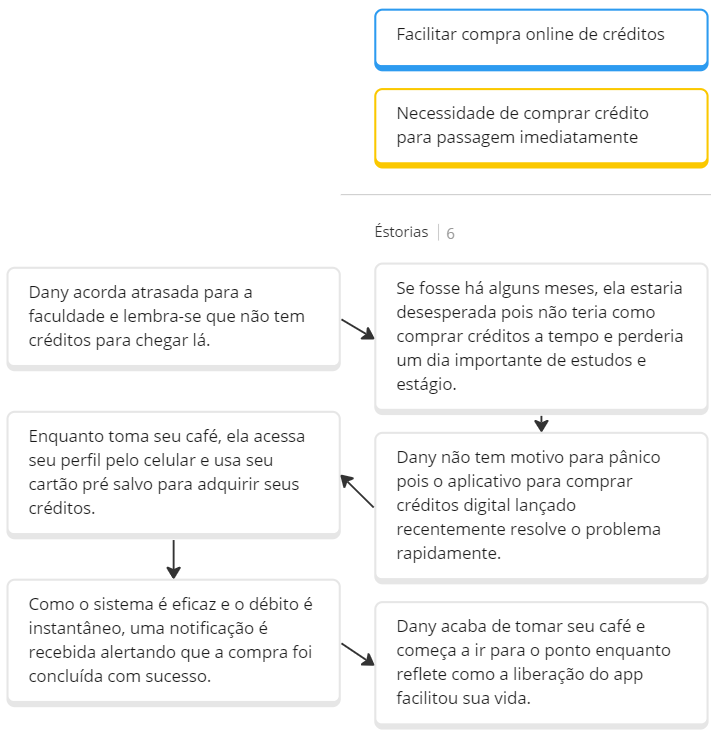 Facilitar compra online de créditos
Necessidade de comprar crédito
para passagem imediatamente
Éstorias | 6
Dany acorda atrasada para a
faculdade e lembra-se que não tem
créditos para chegar lá.
Se fosse há alguns meses, ela estaria
desesperada pois não teria como
comprar créditos a tempo e perderia
um dia importante de estudos e
estágio.
Dany não tem motivo para pânico
pois o aplicativo para comprar
créditos digital lançado
recentemente resolve o problema
rapidamente.
Enquanto toma seu café, ela acessa
seu perfil pelo celular e usa seu
cartão pré salvo para adquirir seus
créditos.
Como o sistema é eficaz e o débito é
instantâneo, uma notificação é
recebida alertando que a compra foi
concluída com sucesso.
Dany acaba de tomar seu café e
começa a ir para o ponto enquanto
reflete como a liberação do app
facilitou sua vida.